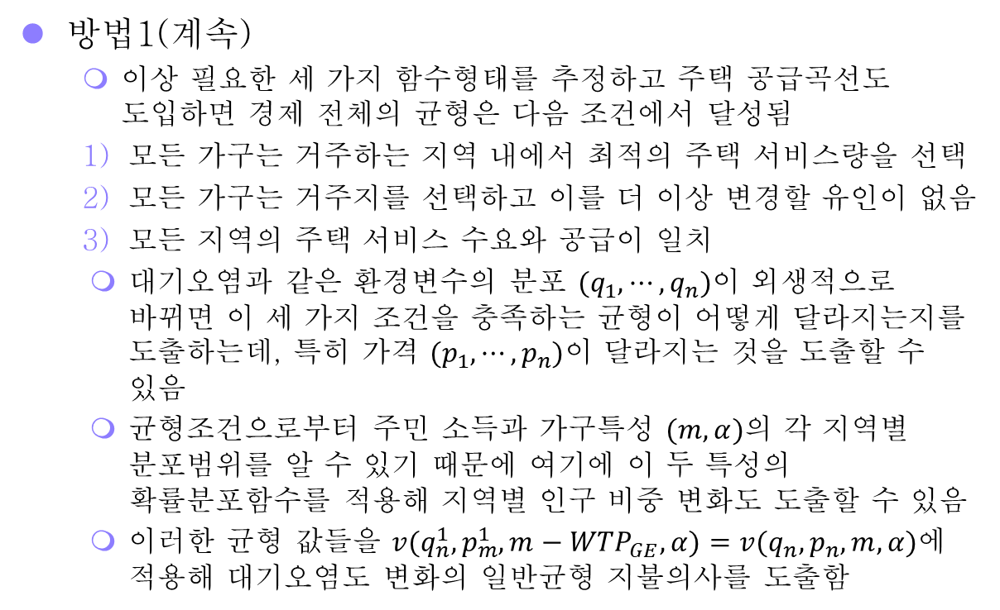 ● 방법1(계속)
❍ 이상 필요한 세 가지 함수형태를 추정하고 주택 공급곡선도
도입하면 경제 전체의 균형은 다음 조건에서 달성됨
1) 모든 가구는 거주하는 지역 내에서 최적의 주택 서비스량을 선택
2) 모든 가구는 거주지를 선택하고 이를 더 이상 변경할 유인이 없음
3) 모든 지역의 주택 서비스 수요와 공급이 일치
❍ 대기오염과 같은 환경변수의 분포 (q₁,⋯,qₙ)이 외생적으로
바뀌면 이 세 가지 조건을 충족하는 균형이 어떻게 달라지는지를
도출하는데, 특히 가격 (p₁,⋯,pₙ)이 달라지는 것을 도출할 수
있음
❍ 균형조건으로부터 주민 소득과 가구특성 (m,α)의 각 지역별
분포범위를 알 수 있기 때문에 여기에 이 두 특성의
확률분포함수를 적용해 지역별 인구 비중 변화도 도출할 수 있음
❍ 이러한 균형 값들을 $v(q_n^1,p_m^1,m-WTP_{GE},α)=v(q_n,p_n,m,α)$에
적용해 대기오염도 변화의 일반균형 지불의사를 도출함